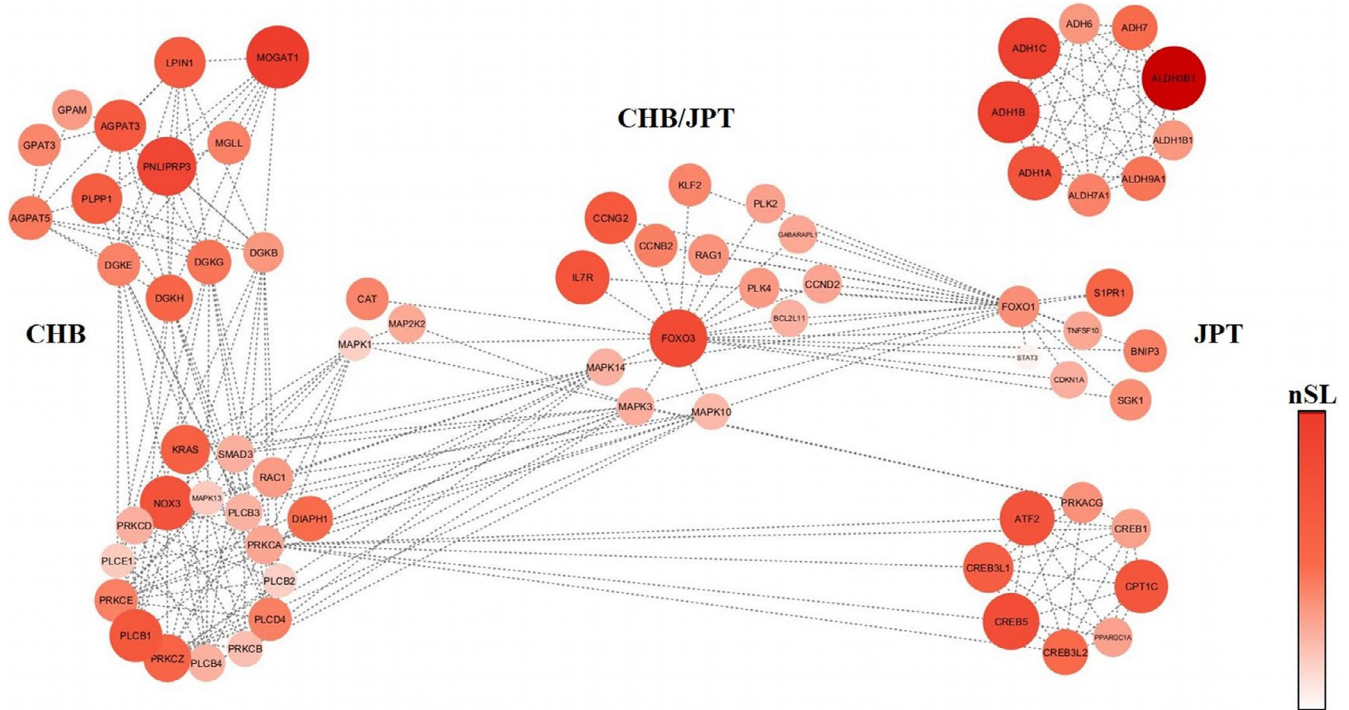 ADH6
ADH7
ADH1C
LPIN1
MOGAT1
ALDH3B1
GPAM
AGPAT3
CHB/JPT
ADH1B
GPAT3
MGLL
ALDH1B1
PNLIPRP3
ADH1A
ALDH9A1
KLF2
ALDH7A1
PLPP1
PLK2
AGPAT5
CCNG2
GABARAPL1
CCNB2
DGKB
RAG1
DGKE
DGKG
IL7R
PLK4
CCND2
S1PR1
DGKH
CAT
FOXO1
BCL2L11
MAP2K2
TNFSF10
CHB
JPT
FOXO3
MAPK1
BNIP3
STAT3
MAPK14
CDKN1A
nSL
SGK1
MAPK3
MAPK10
KRAS
SMAD3
RAC1
MAPK13
NOX3
PRKACG
PLCB3
DIAPH1
ATF2
PRKCD
CREB1
PRKCA
PLCE1
CREB3L1
PLCB2
CPT1C
PRKCE
PLCD4
CREB5
PLCB1
PPARGC1A
PRKCB
CREB3L2
PRKCZ
PLCB4